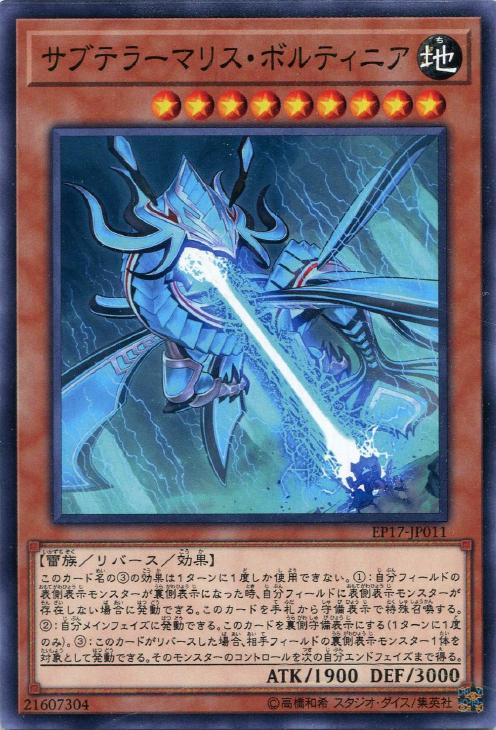 サブテラーマリス・ボルティニア
地
EP17-JP011
【雷族／リバース／効果】
このカード名の③の効果は1ターンに1度しか使用できない。①：自分フィールドの
表側表示モンスターが裏側表示になった時、自分フィールドに表側表示モンスターが
存在しない場合に発動できる。このカードを手札から守備表示で特殊召喚する。
②：自分メインフェイズに発動できる。このカードを裏側守備表示にする(1ターンに1度
のみ)。③：このカードがリバースした場合、相手フィールドの裏側表示モンスター1体を
対象として発動できる。そのモンスターのコントロールを次の自分エンドフェイズまで得る。
ATK/1900 DEF/3000
21607304
©高橋和希 スタジオ・ダイス/集英社